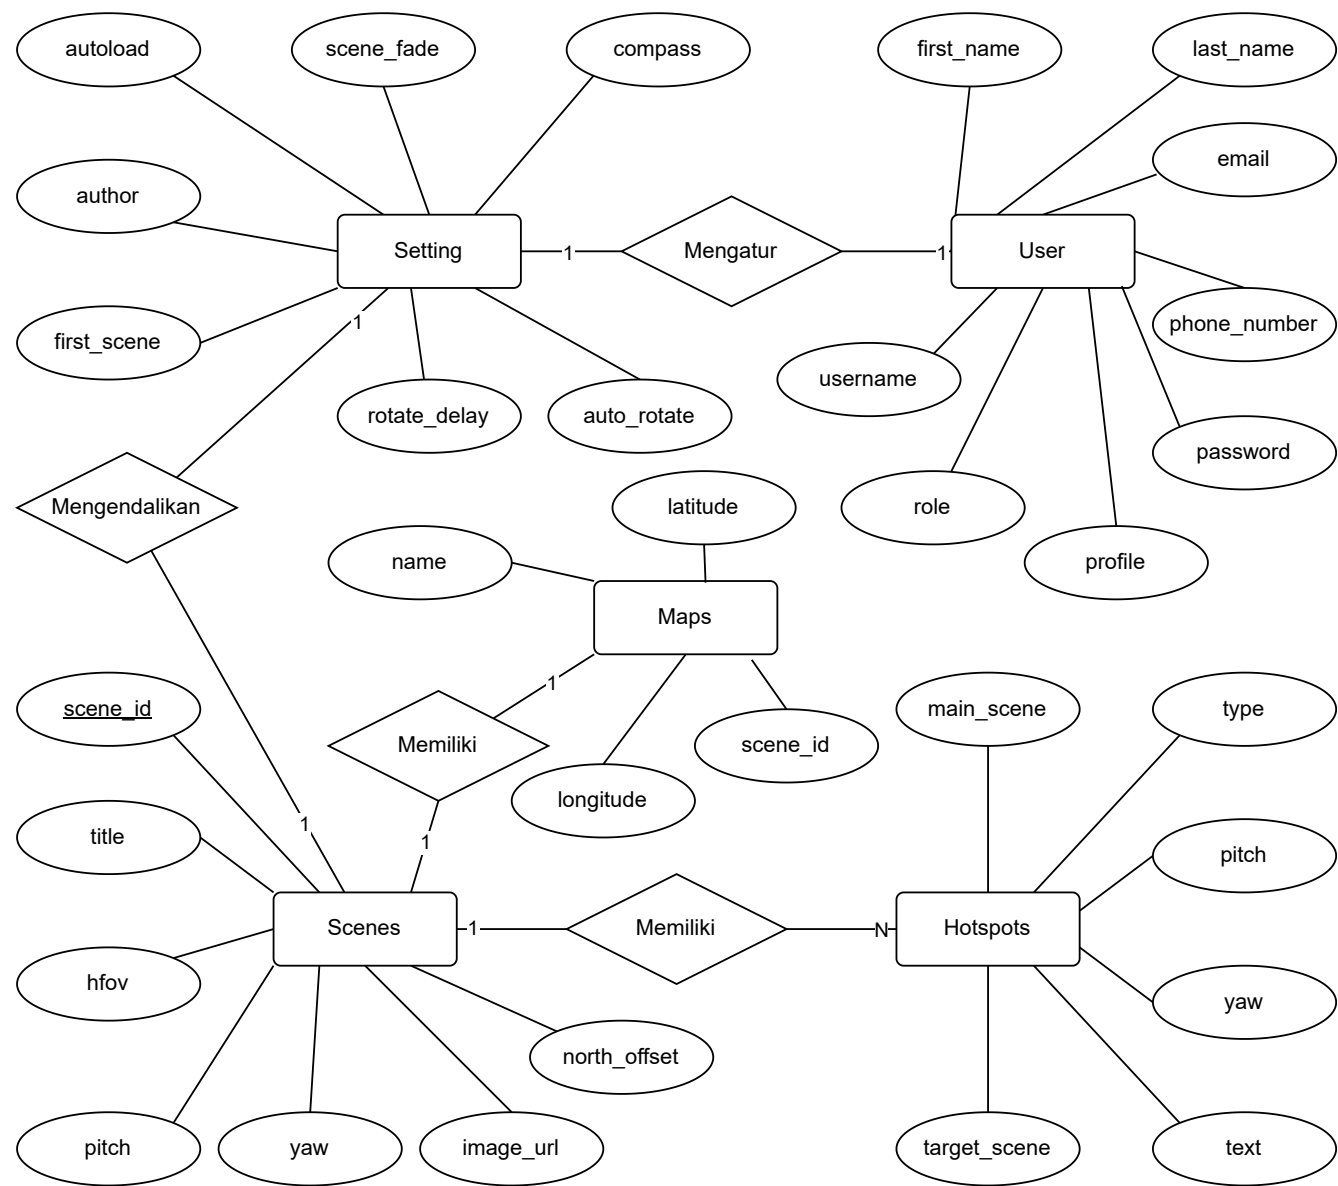 autoload
scene_fade
compass
first_name
last_name
email
author
Setting
1
Mengatur
1
User
first_scene
1
phone_number
username
rotate_delay
auto_rotate
password
Mengendalikan
latitude
role
name
profile
Maps
1
scene_id
main_scene
type
Memiliki
scene_id
longitude
1
title
1
pitch
Scenes
1
Memiliki
N
Hotspots
hfov
yaw
north_offset
pitch
yaw
image_url
target_scene
text